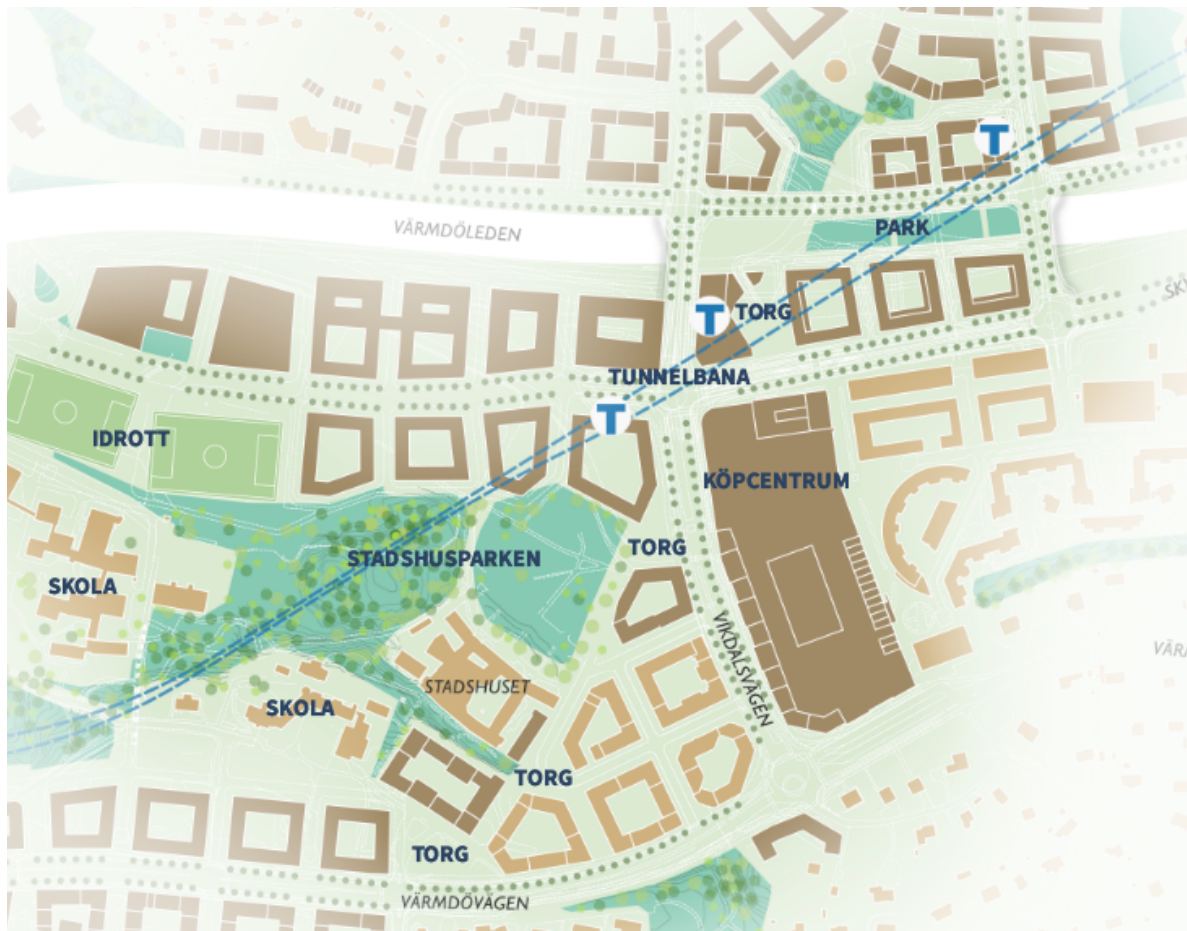 T
VÄRMDÖLEDEN
PARK
T
TORG
TUNNELBANA
T
IDROTT
KÖPCENTRUM
STADSHUSPARKEN
TORG
SKOLA
VIKDALSVÄGEN
STADSHUSET
SKOLA
TORG
TORG
VÄRMDÖVÄGEN